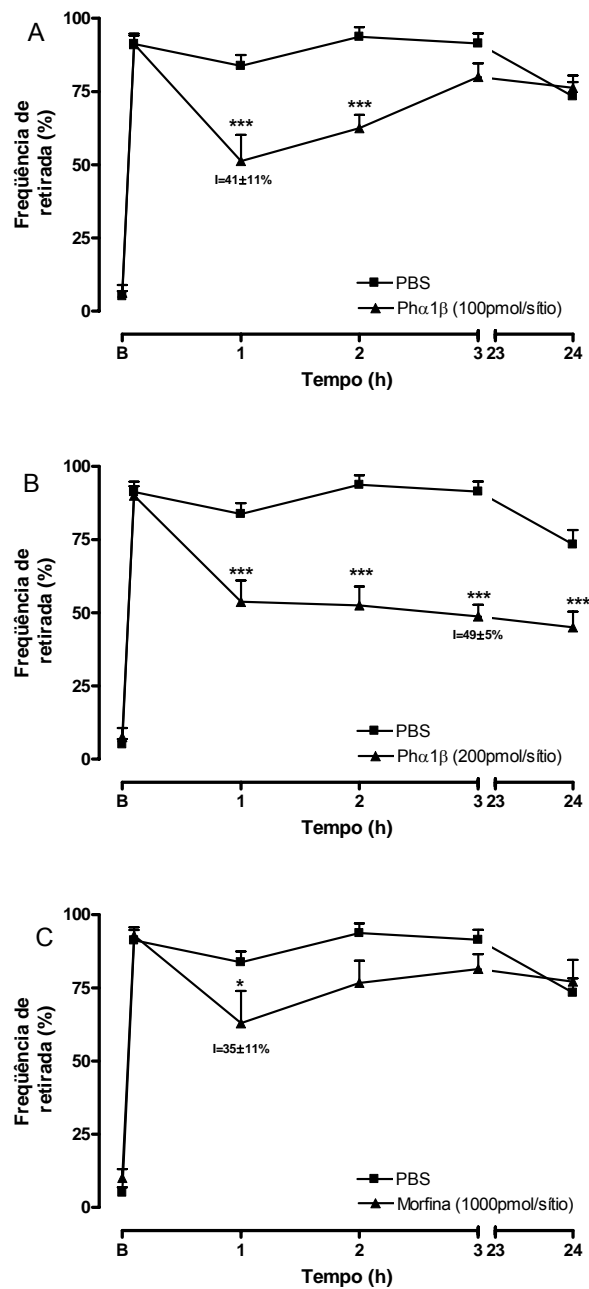 A
100
75
50
25
0
Freqüência de
retirada (%)
***
***
I=41±11%
PBS
Phα1β (100pmol/sítio)
B 1 2 3 23 24
Tempo (h)
B
100
75
50
25
0
Freqüência de
retirada (%)
***
***
***
***
I=49±5%
PBS
Phα1β (200pmol/sítio)
B 1 2 3 23 24
Tempo (h)
C
100
75
50
25
0
Freqüência de
retirada (%)
*
I=35±11%
PBS
Morfina (1000pmol/sítio)
B 1 2 3 23 24
Tempo (h)